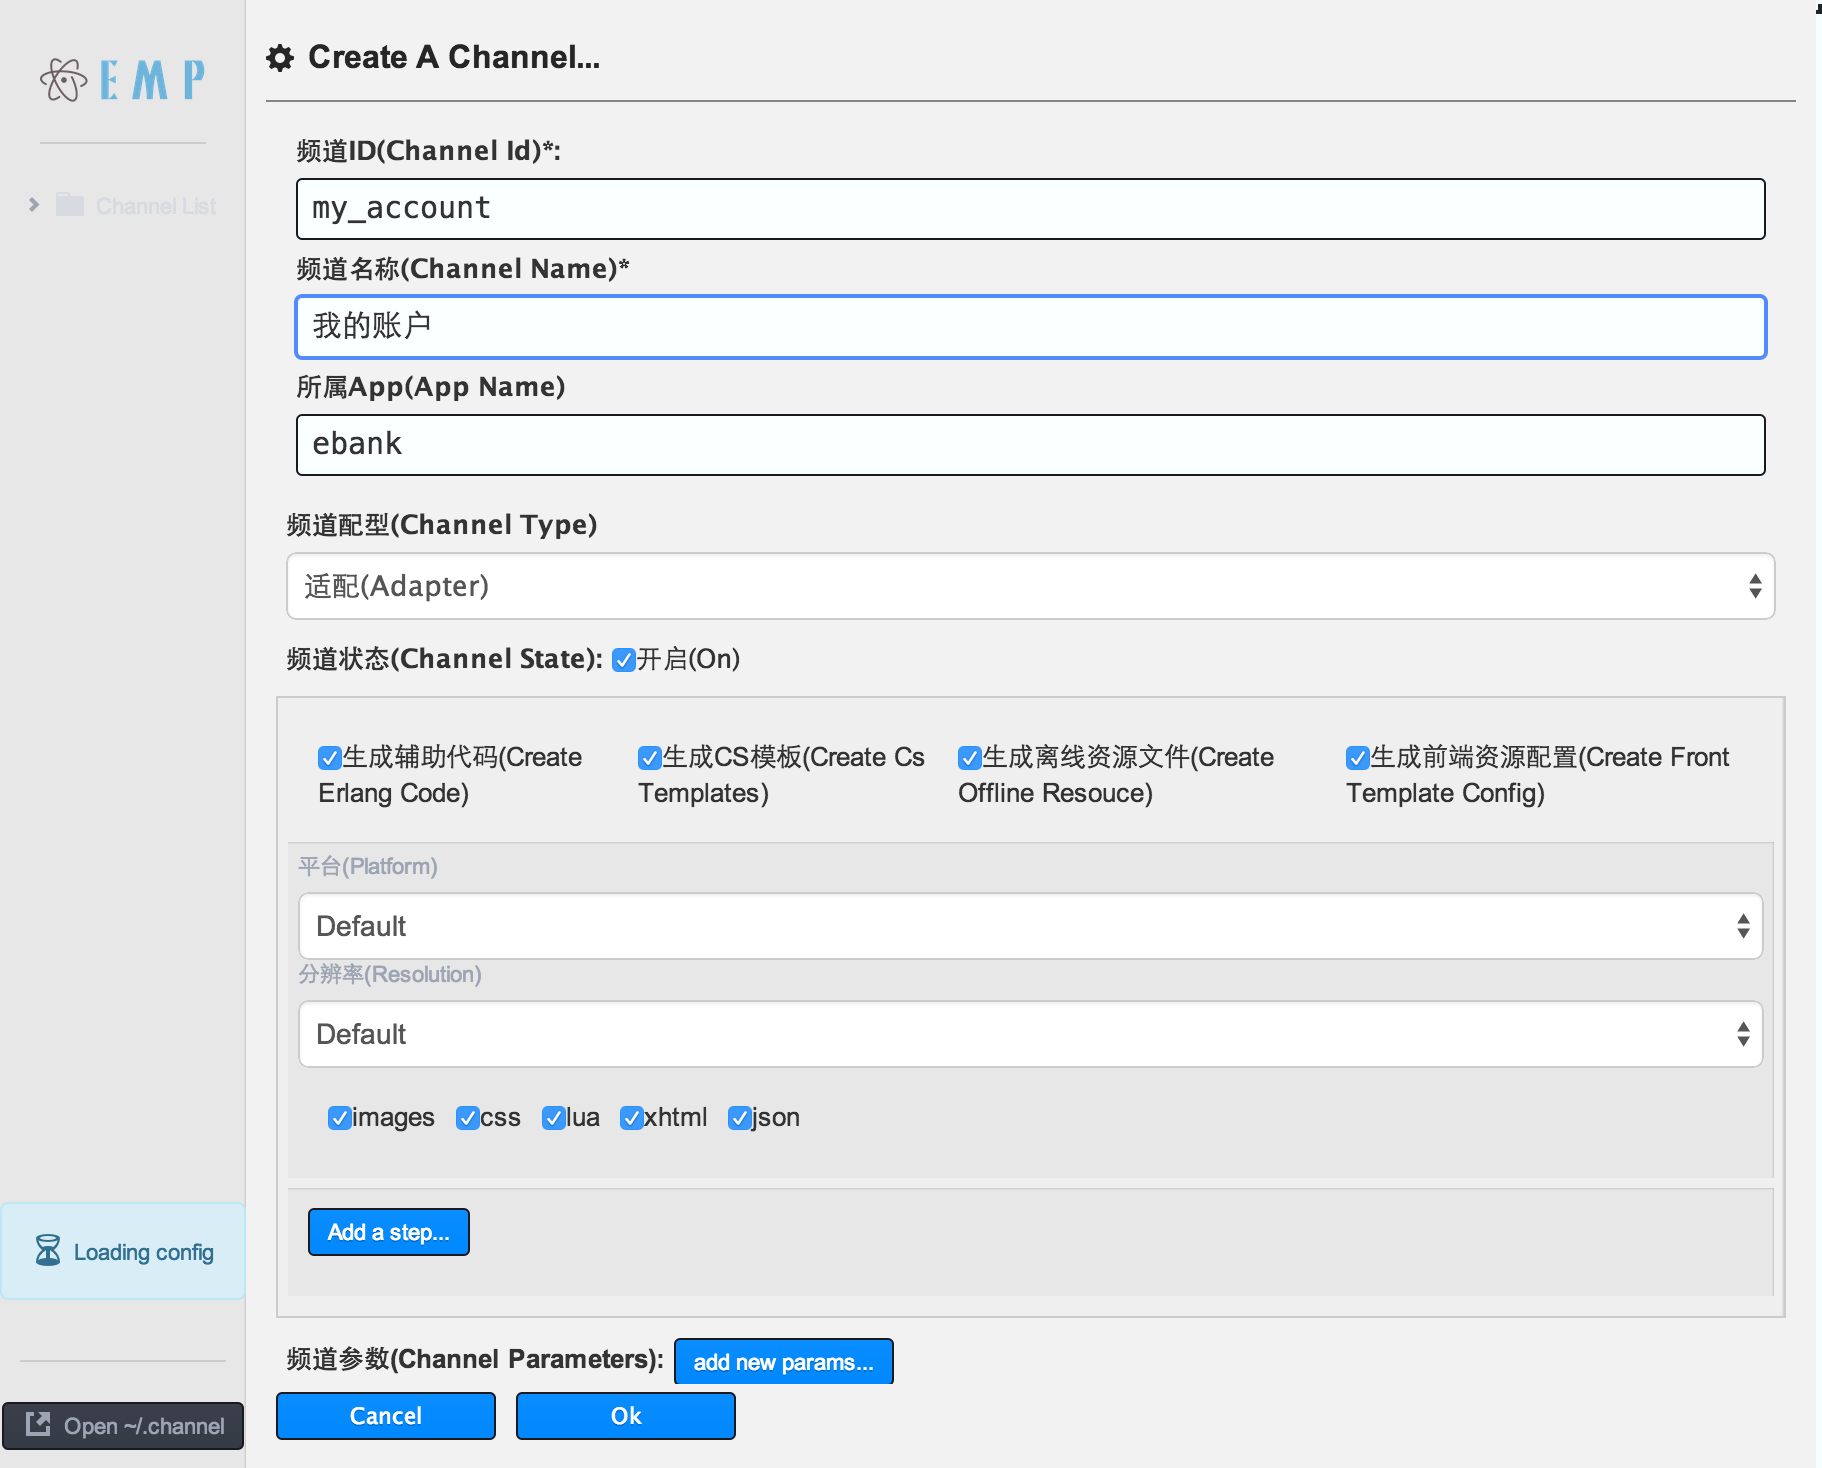 EMP
Channel List
Loading config
Open ~/.channel
Create A Channel...
频道ID(Channel Id)*:
my_account
频道名称(Channel Name)*
我的账户
所属App(App Name)
ebank
频道配型(Channel Type)
适配(Adapter)
频道状态(Channel State): 开启(On)
生成辅助代码(Create
Erlang Code)
生成CS模板(Create Cs
Templates)
生成离线资源文件(Create
Offline Resouce)
生成前端资源配置(Create Front
Template Config)
平台(Platform)
Default
分辨率(Resolution)
Default
images css lua xhtml json
Add a step...
频道参数(Channel Parameters): add new params...
Cancel Ok